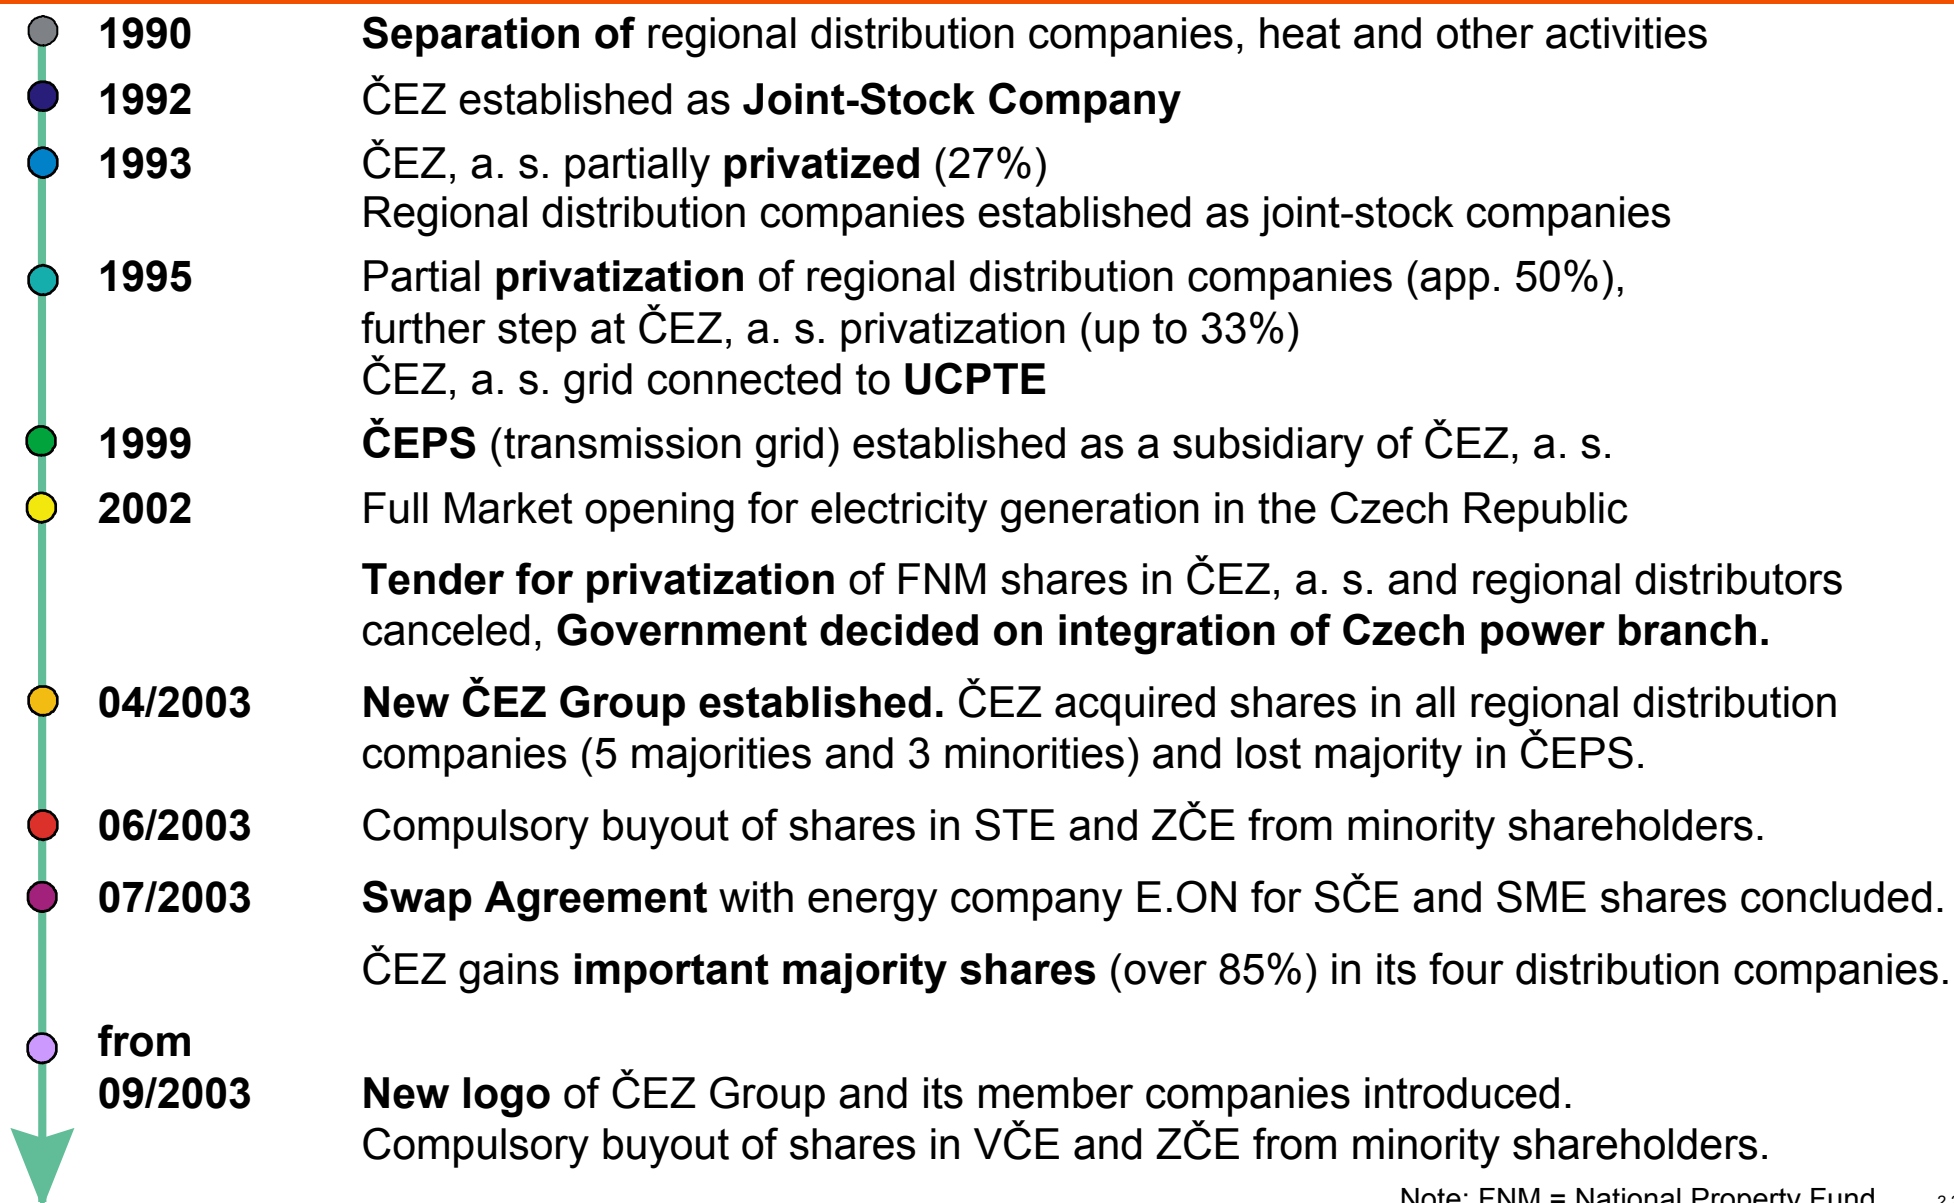 1990 Separation of regional distribution companies, heat and other activities
1992 ČEZ established as Joint-Stock Company
1993 ČEZ, a. s. partially privatized (27%)
Regional distribution companies established as joint-stock companies
1995 Partial privatization of regional distribution companies (app. 50%),
further step at ČEZ, a. s. privatization (up to 33%)
ČEZ, a. s. grid connected to UCPTE
1999 ČEPS (transmission grid) established as a subsidiary of ČEZ, a. s.
2002 Full Market opening for electricity generation in the Czech Republic
Tender for privatization of FNM shares in ČEZ, a. s. and regional distributors
canceled, Government decided on integration of Czech power branch.
04/2003 New ČEZ Group established. ČEZ acquired shares in all regional distribution
companies (5 majorities and 3 minorities) and lost majority in ČEPS.
06/2003 Compulsory buyout of shares in STE and ZČE from minority shareholders.
07/2003 Swap Agreement with energy company E.ON for SČE and SME shares concluded.
ČEZ gains important majority shares (over 85%) in its four distribution companies.
from
09/2003 New logo of ČEZ Group and its member companies introduced.
Compulsory buyout of shares in VČE and ZČE from minority shareholders.
Note: FNM = National Property Fund